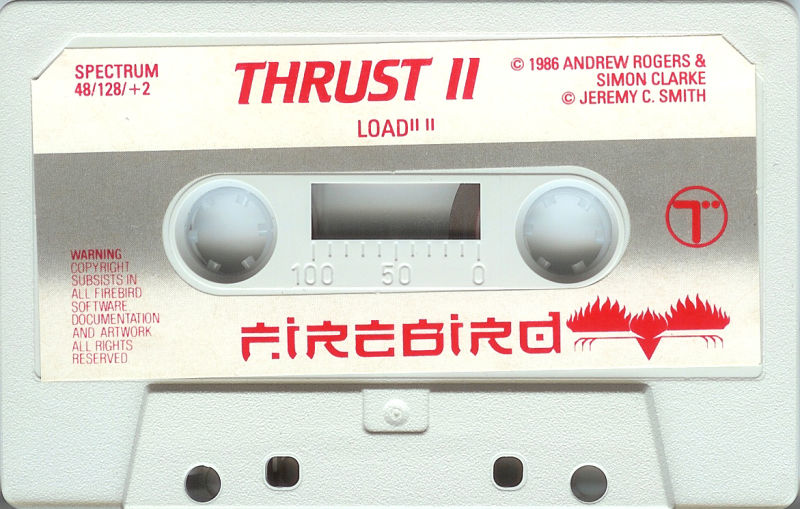 SPECTRUM
48/128/+2
THRUST II
LOAD" "
© 1986 ANDREW ROGERS &
SIMON CLARKE
© JEREMY C. SMITH
T
100 50 0
WARNING
COPYRIGHT
SUBSISTS IN
ALL FIREBIRD
SOFTWARE
DOCUMENTATION
AND ARTWORK
ALL RIGHTS
RESERVED
FIREBIRD